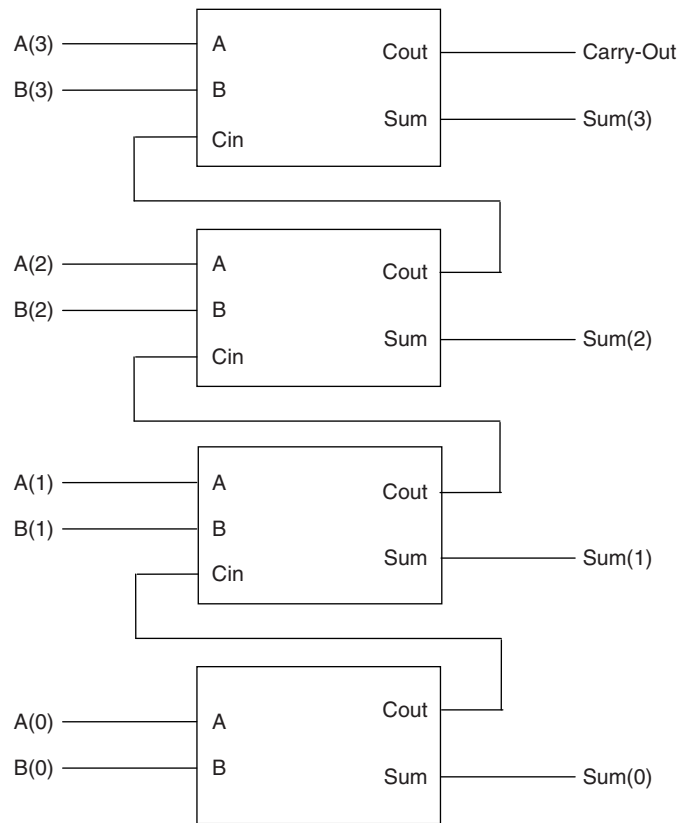 A(3)
A
Cout
Carry-Out
B(3)
B
Sum
Sum(3)
Cin
A(2)
A
Cout
B(2)
B
Sum
Sum(2)
Cin
A(1)
A
Cout
B(1)
B
Sum
Sum(1)
Cin
A(0)
A
Cout
B(0)
B
Sum
Sum(0)